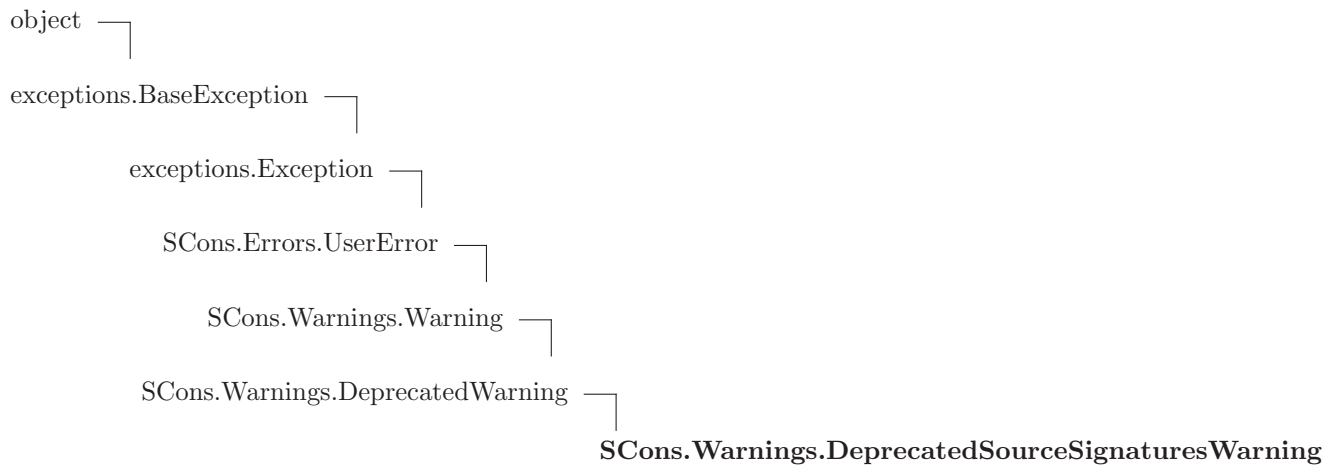 object
exceptions.BaseException
exceptions.Exception
SCons.Errors.UserError
SCons.Warnings.Warning
SCons.Warnings.DeprecatedWarning
SCons.Warnings.DeprecatedSourceSignaturesWarning